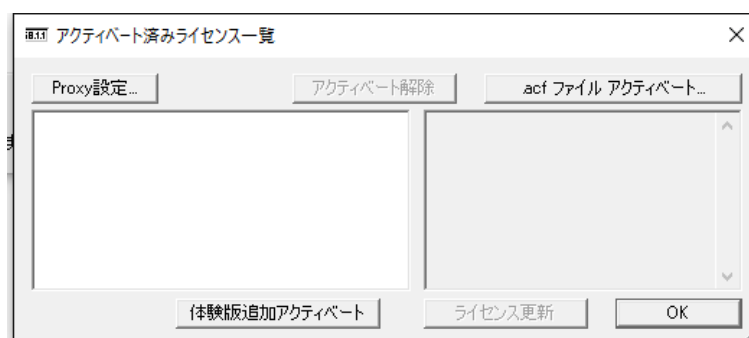 アクティベート済みライセンス一覧
Proxy設定...
アクティベート解除
.acf ファイル アクティベート...
体験版追加アクティベート
ライセンス更新
OK